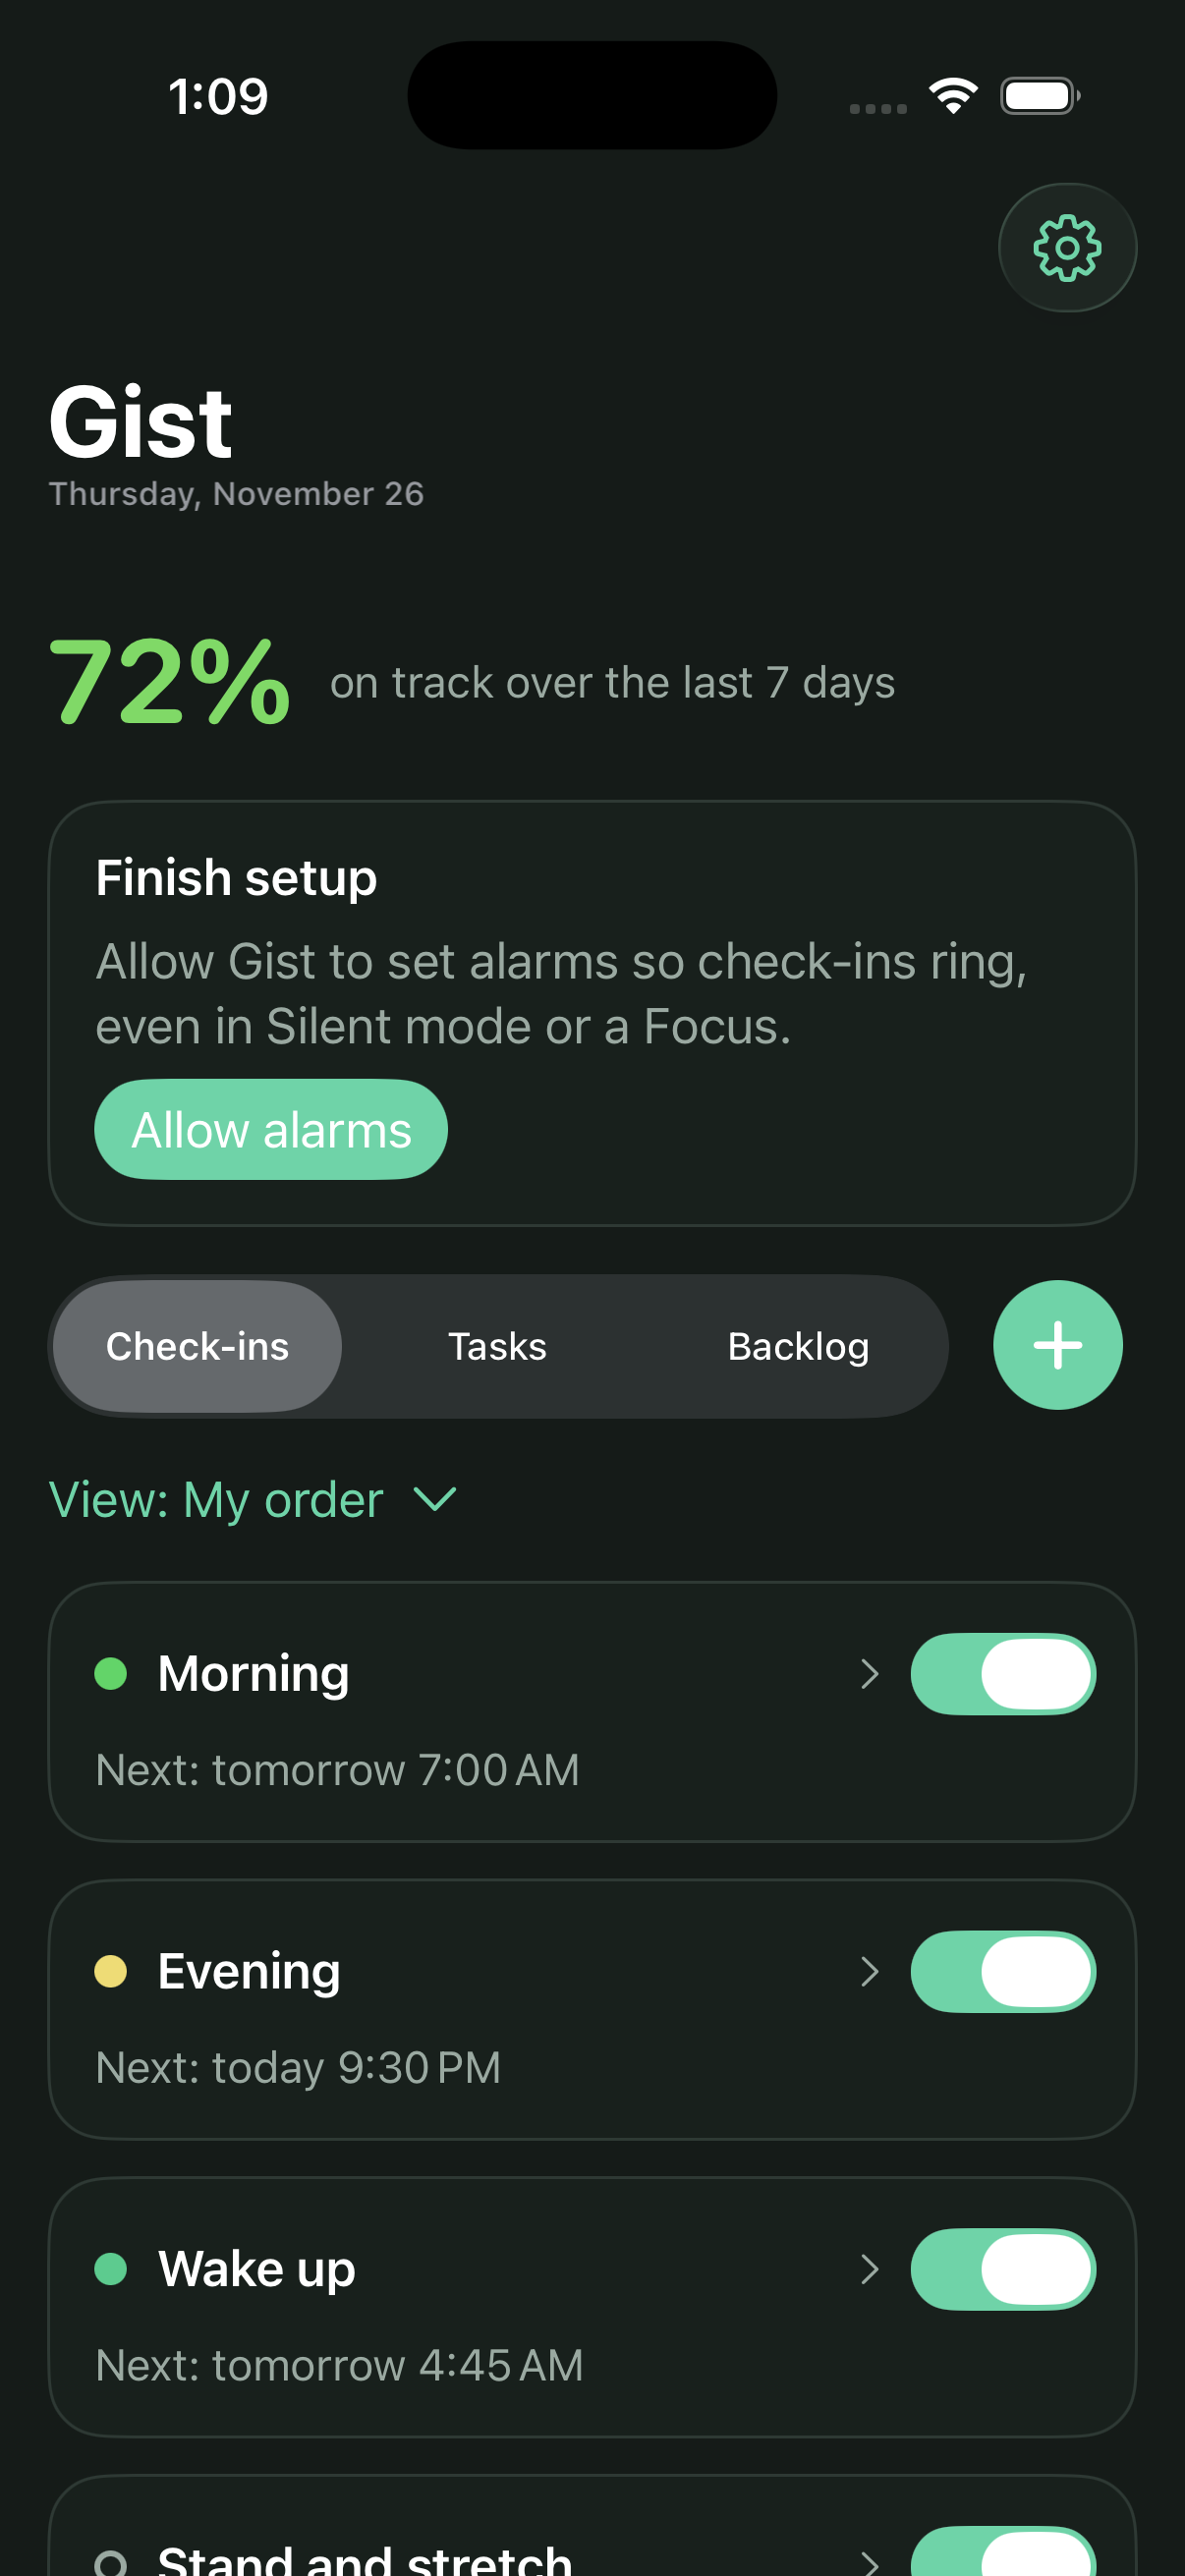 1:09
Gist
Thursday, November 26
72% on track over the last 7 days
Finish setup
Allow Gist to set alarms so check-ins ring,
even in Silent mode or a Focus.
Allow alarms
Check-ins Tasks Backlog
View: My order
Morning
Next: tomorrow 7:00 AM
Evening
Next: today 9:30 PM
Wake up
Next: tomorrow 4:45 AM
Stand and stretch